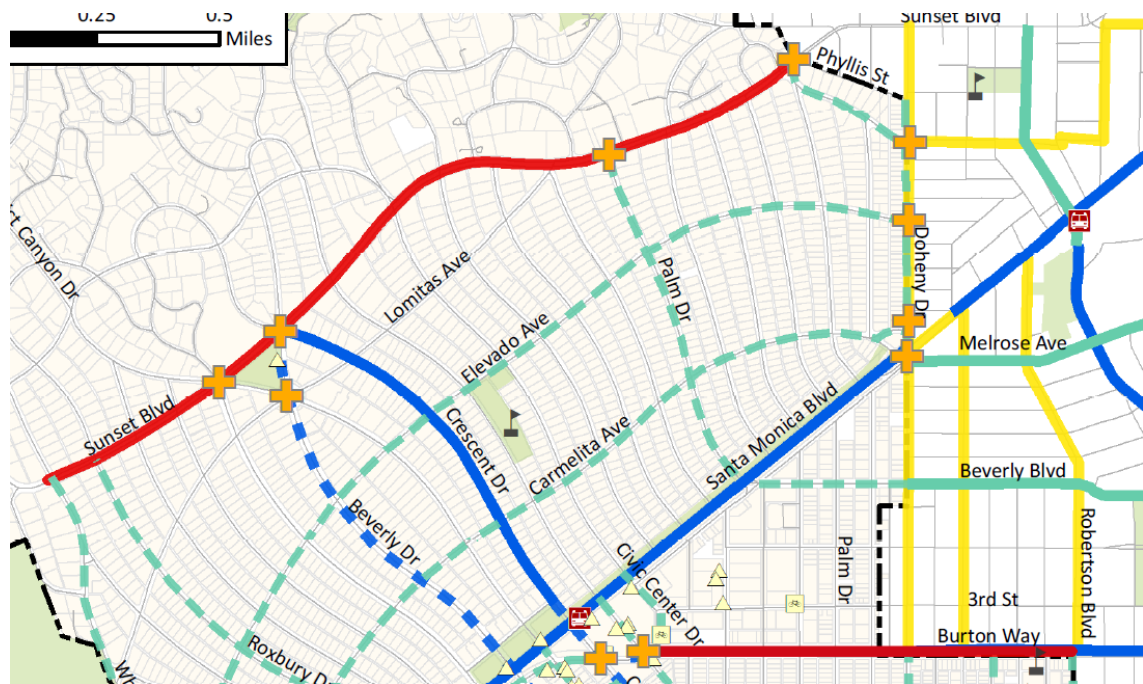 0.25
0.5
Miles
Sunset Blvd
Phyllis St
Canyon Dr
Lomitas Ave
Palm Dr
Doheny Dr
Elevado Ave
Melrose Ave
Sunset Blvd
Crescent Dr
Carmelita Ave
Santa Monica Blvd
Beverly Blvd
Beverly Dr
Civic Center Dr
Palm Dr
Robertson Blvd
3rd St
Burton Way
Roxbury Dr